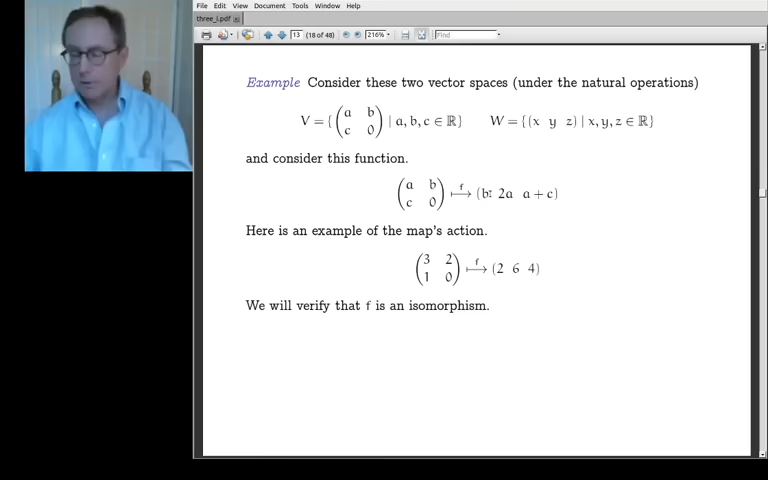 File Edit View Document Tools Window Help
three_i.pdf
13 (18 of 48) 216% Find
Example Consider these two vector spaces (under the natural operations)
V = { ( a b c 0 ) | a, b, c ∈ ℝ } W = { (x y z) | x, y, z ∈ ℝ }
and consider this function.
( a b c 0 ) ↦ f (b 2a a + c)
Here is an example of the map's action.
( 3 2 1 0 ) ↦ f (2 6 4)
We will verify that f is an isomorphism.